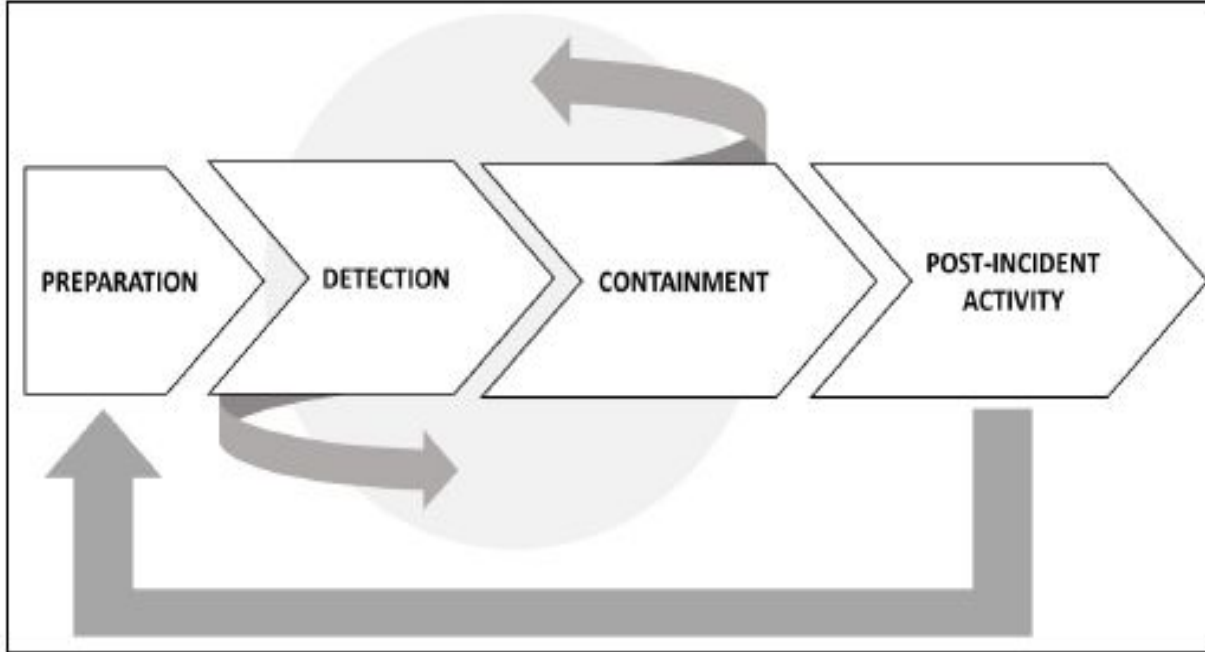 PREPARATION
DETECTION
CONTAINMENT
POST-INCIDENT
ACTIVITY